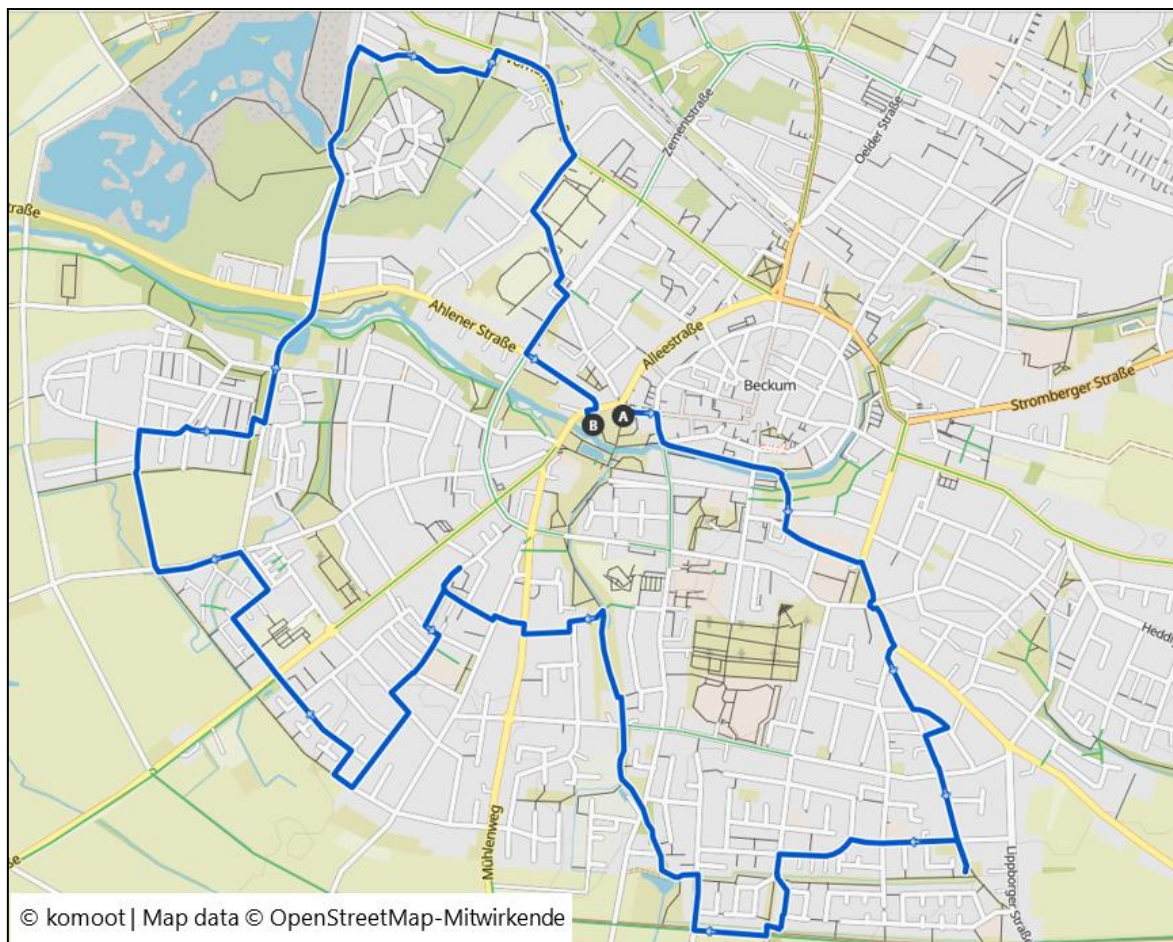 Zementstraße
Oelder Straße
Ahlener Straße
Alleestraße
Beckum
Stromberger Straße
A
B
Mühlenweg
Lippborger Straße
© komoot | Map data © OpenStreetMap-Mitwirkende